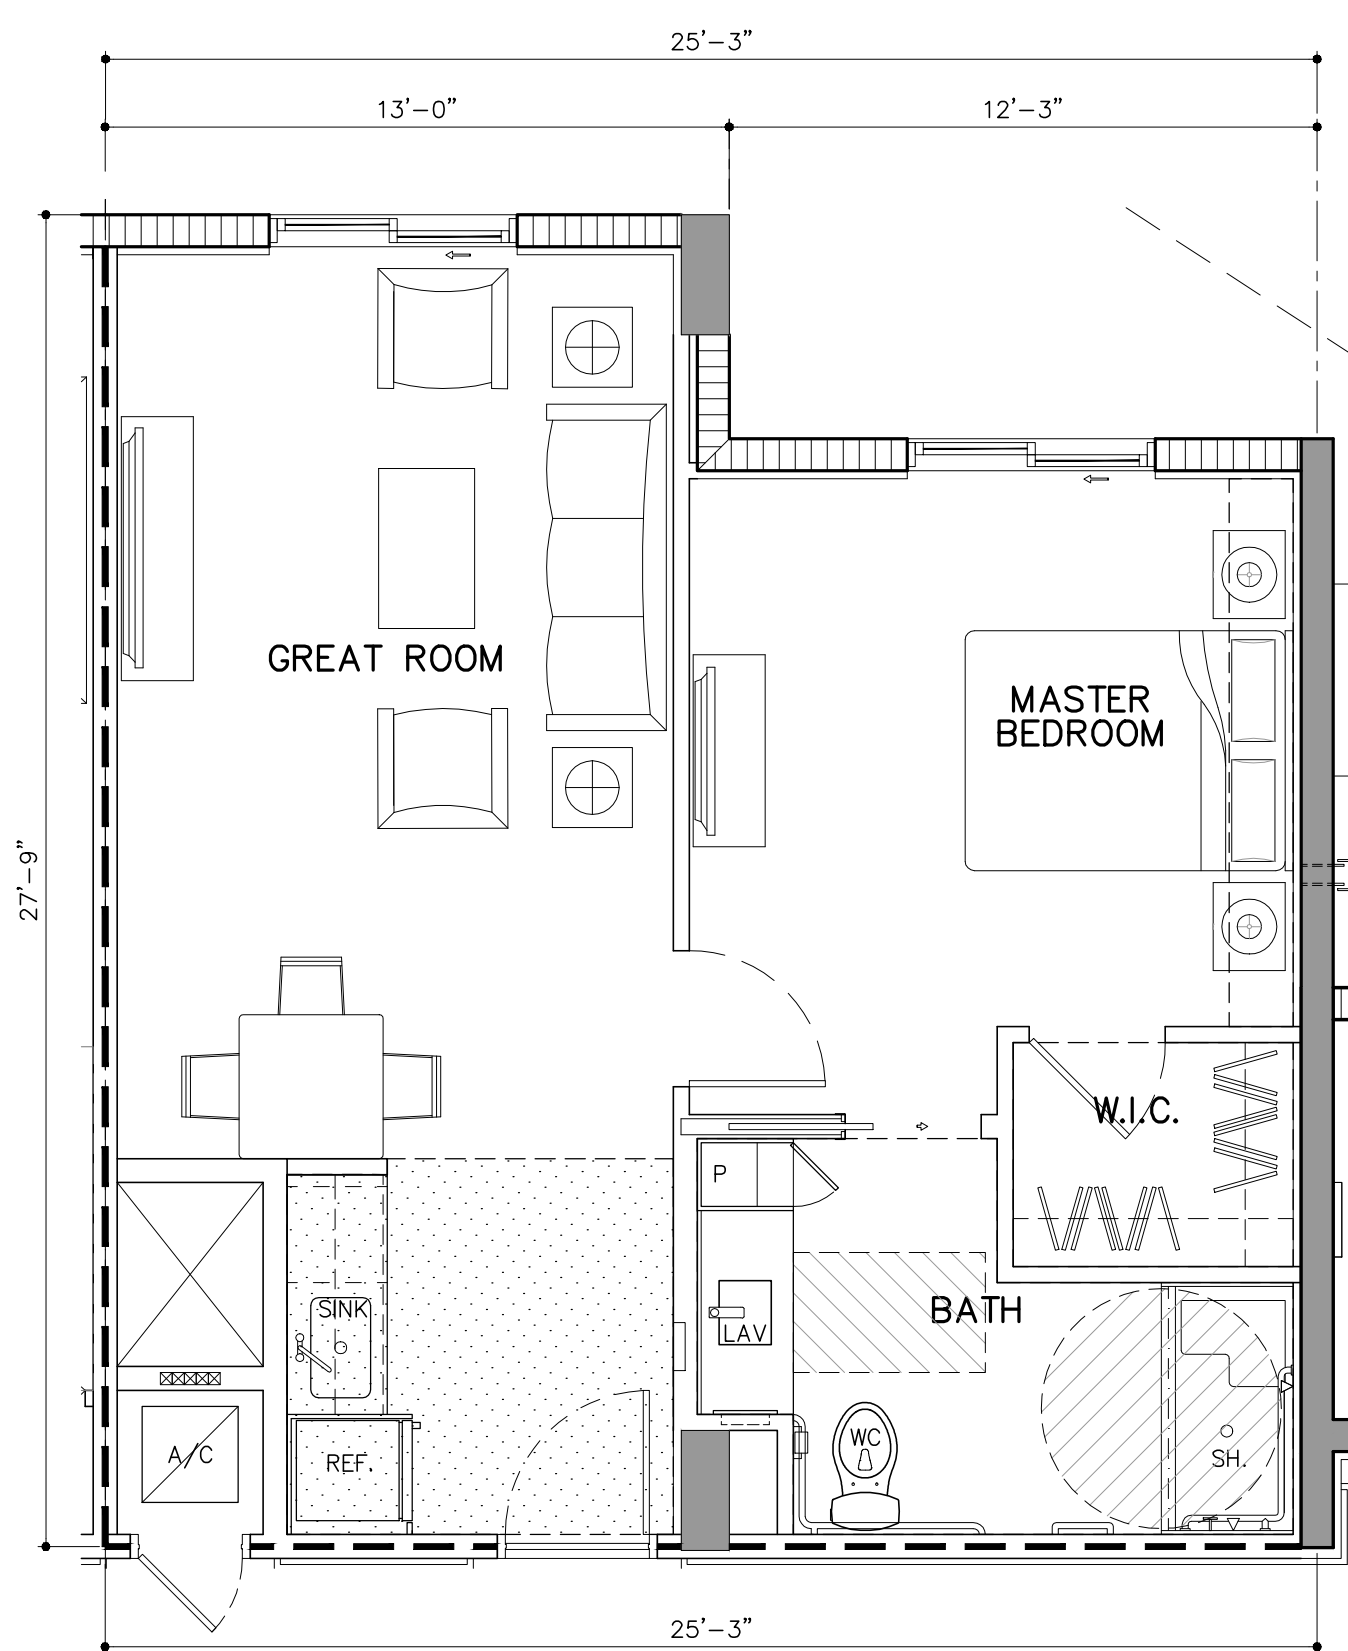 25'-3"
13'-0"
12'-3"
27'-9"
GREAT ROOM
MASTER
BEDROOM
W.I.C.
P
SINK
LAV
BATH
A/C
REF.
WC
SH.
25'-3"